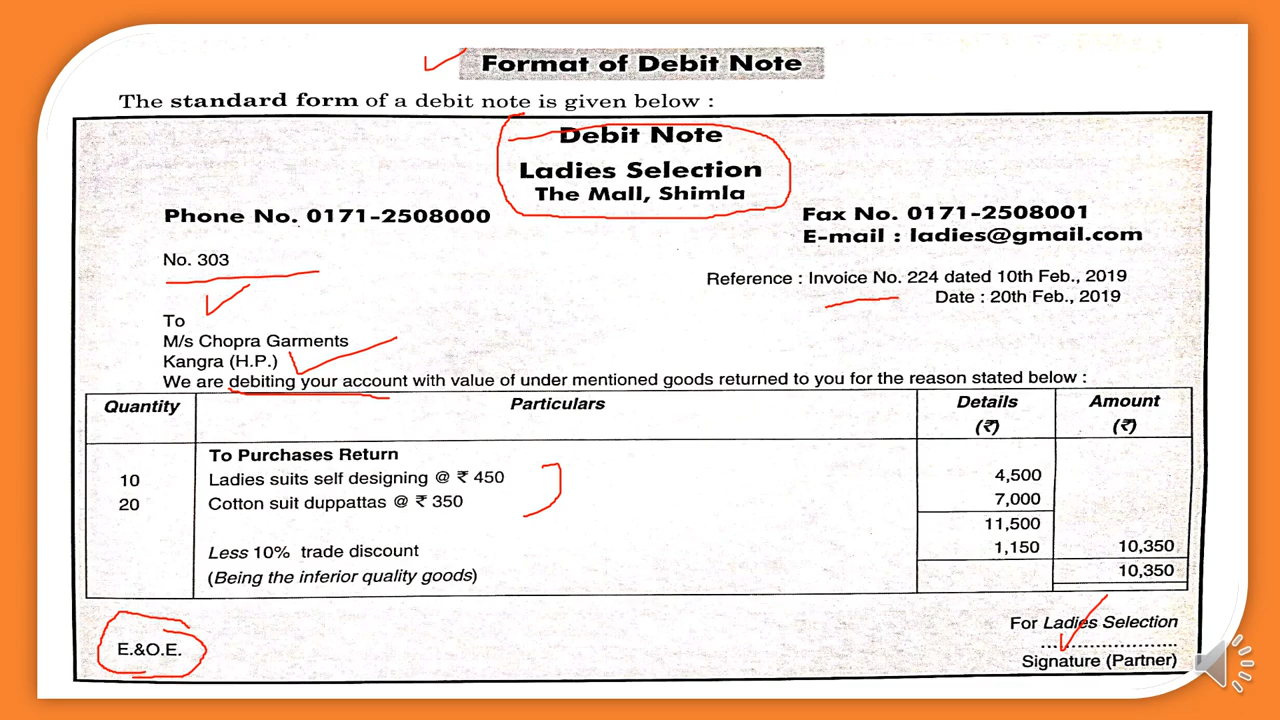 Format of Debit Note
The standard form of a debit note is given below :
Debit Note
Ladies Selection
The Mall, Shimla
Phone No. 0171-2508000
Fax No. 0171-2508001
E-mail : ladies@gmail.com
No. 303
Reference : Invoice No. 224 dated 10th Feb., 2019
Date : 20th Feb., 2019
To
M/s Chopra Garments
Kangra (H.P.)
We are debiting your account with value of under mentioned goods returned to you for the reason stated below :
Quantity Particulars Details Amount
(₹) (₹)
To Purchases Return
10 Ladies suits self designing @ ₹ 450 4,500
20 Cotton suit duppattas @ ₹ 350 7,000
11,500
Less 10% trade discount 1,150 10,350
(Being the inferior quality goods) 10,350
For Ladies Selection
E.&O.E.
Signature (Partner)